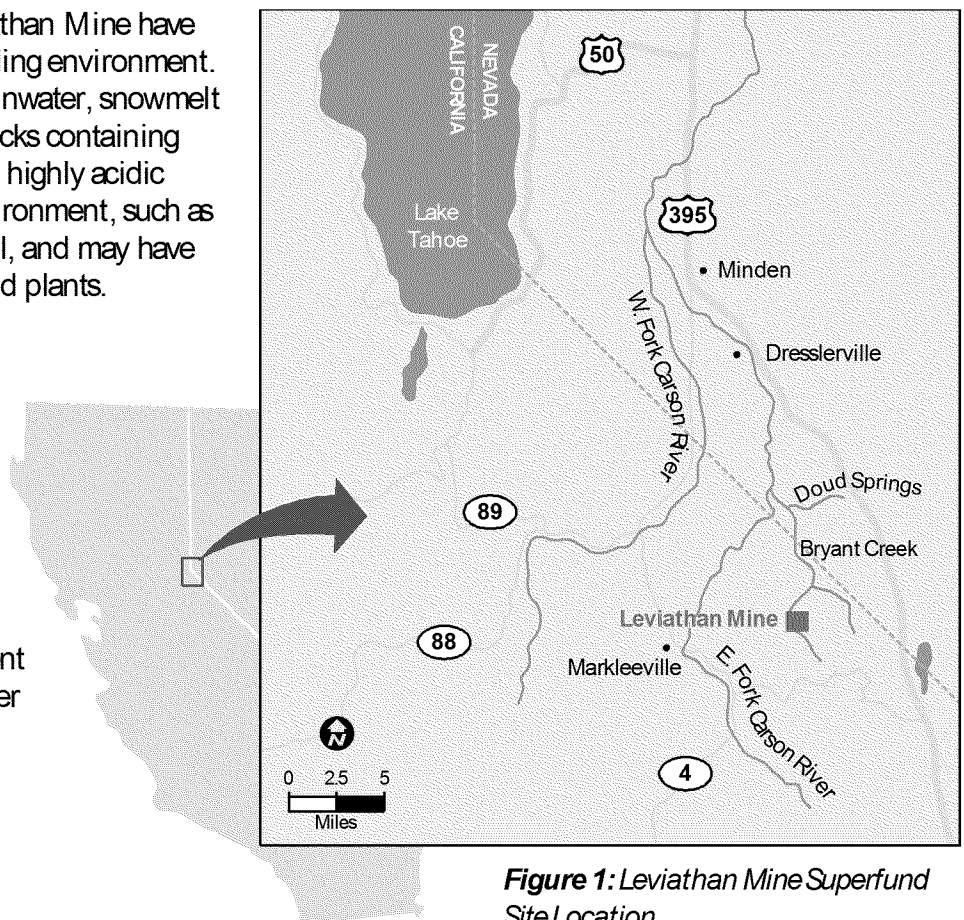 than Mine have
ing environment.
inwater, snowmelt
cks containing
highly acidic
ronment, such as
l, and may have
d plants.
nt
er
NEVADA
CALIFORNIA
50
Lake
Tahoe
395
Minden
W. Fork Carson River
Dresslerville
Doud Springs
89
Bryant Creek
Leviathan Mine
88
Markleeville
E Fork Carson River
N
4
0 2.5 5
Miles
Figure 1: Leviathan Mine Superfund
Site Location